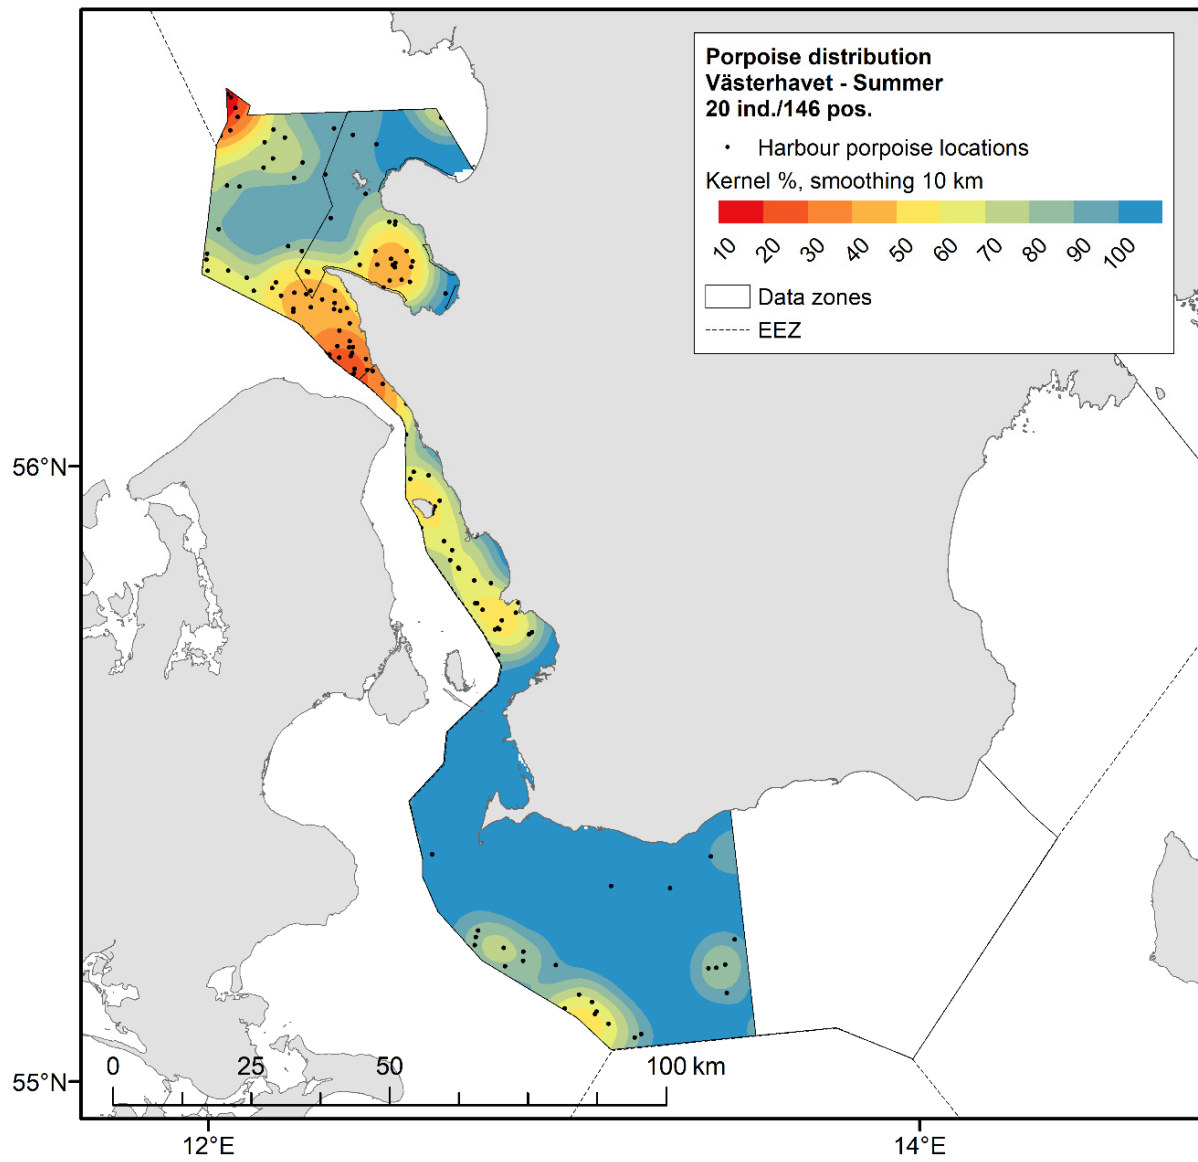 Porpoise distribution
Västerhavet - Summer
20 ind./146 pos.
Harbour porpoise locations
Kernel %, smoothing 10 km
10 20 30 40 50 60 70 80 90 100
Data zones
EEZ
56°N
55°N
0 25 50 100 km
12°E 14°E